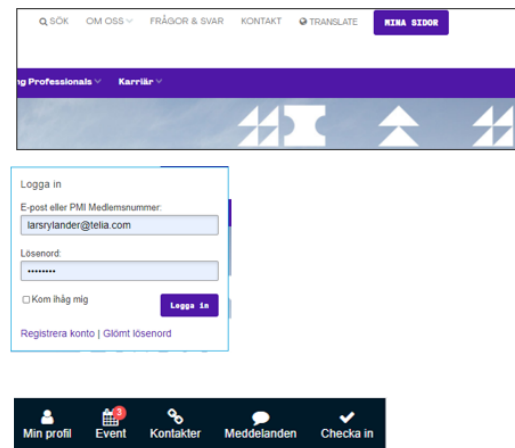 SÖK OM OSS FRÅGOR & SVAR KONTAKT TRANSLATE MINA SIDOR
ng Professionals Karriär
Logga in
E-post eller PMI Medlemsnummer:
larsrylander@telia.com
Lösenord:
••••••••
Kom ihåg mig Logga in
Registrera konto | Glömt lösenord
3
Min profil Event Kontakter Meddelanden Checka in